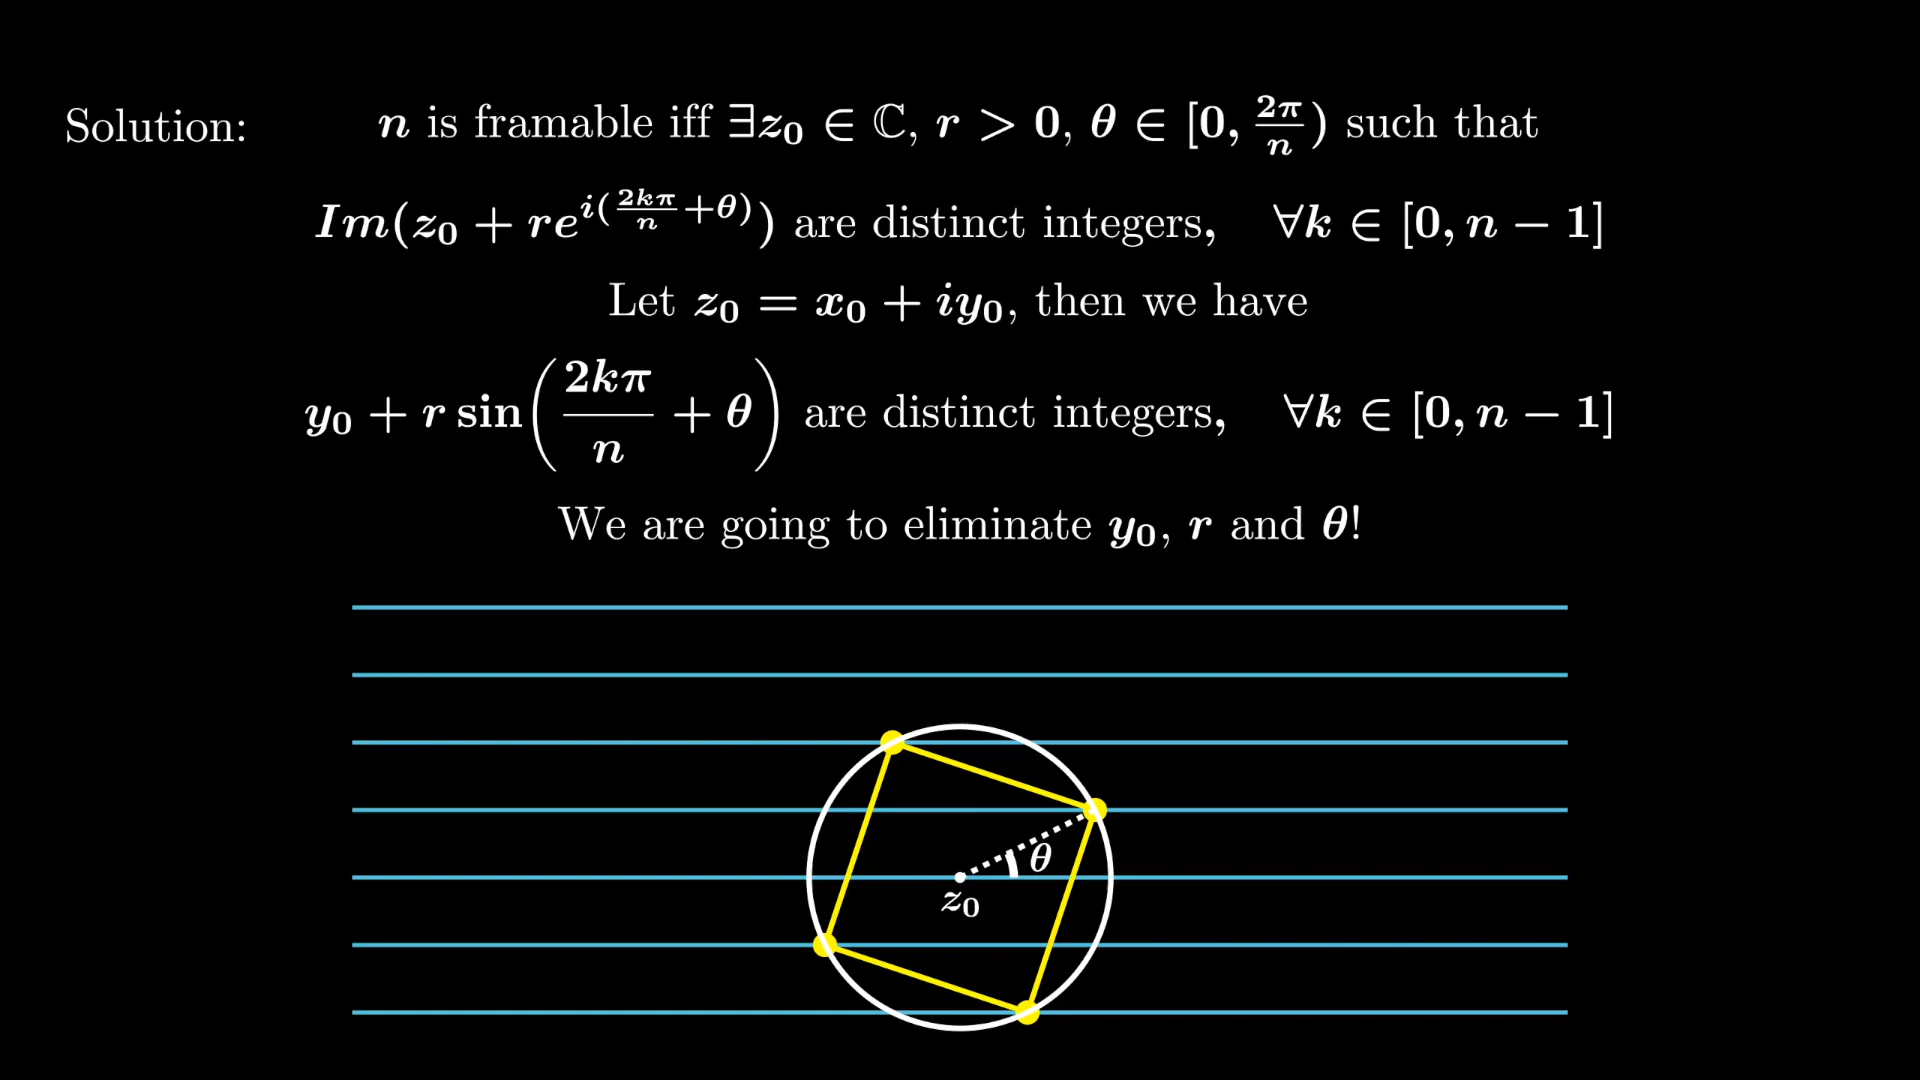 Solution: n is framable iff ∃z₀ ∈ ℂ, r > 0, θ ∈ [0, 2π/n) such that
Im(z₀ + re^{i(2kπ/n+θ)}) are distinct integers, ∀k ∈ [0, n − 1]
Let z₀ = x₀ + iy₀, then we have
y₀ + r sin(2kπ/n + θ) are distinct integers, ∀k ∈ [0, n − 1]
We are going to eliminate y₀, r and θ!
θ
z₀